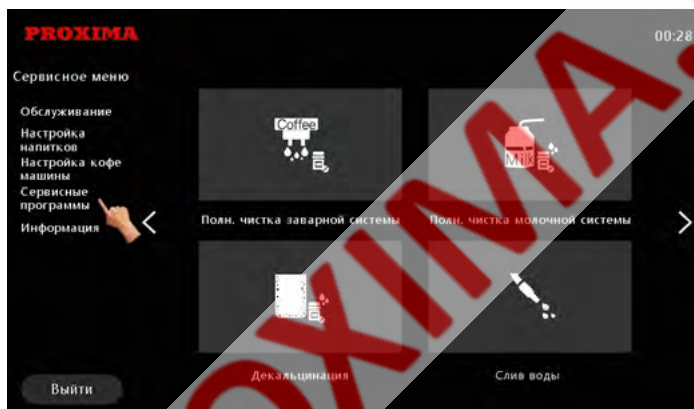 PROXIMA
00:28
Сервисное меню
Обслуживание
Настройка
напитков
Настройка кофе
машины
Сервисные
программы
Информация
Coffee
Milk
Полн. чистка заварной системы
Полн. чистка молочной системы
Декальцинация
Слив воды
Выйти
OXIMA.